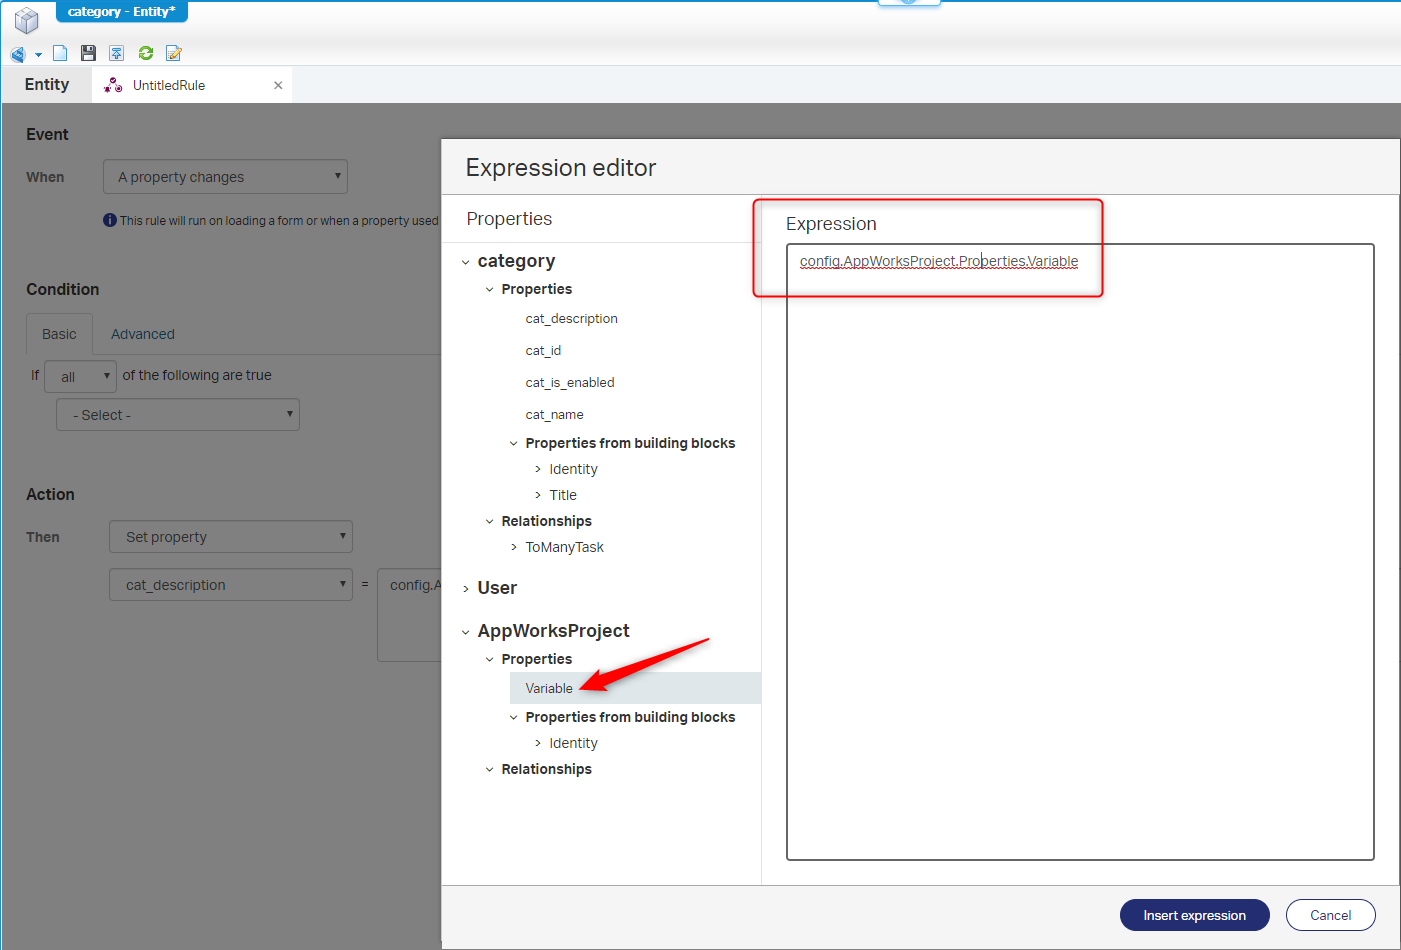 category - Entity*
Entity
UntitledRule
Event
When
A property changes
This rule will run on loading a form or when a property used
Condition
Basic
Advanced
If all of the following are true
- Select -
Action
Then
Set property
cat_description
=
config.A
Expression editor
Properties
category
Properties
cat_description
cat_id
cat_is_enabled
cat_name
Properties from building blocks
Identity
Title
Relationships
ToManyTask
User
AppWorksProject
Properties
Variable
Properties from building blocks
Identity
Relationships
Expression
config.AppWorksProject.Properties.Variable
Insert expression
Cancel